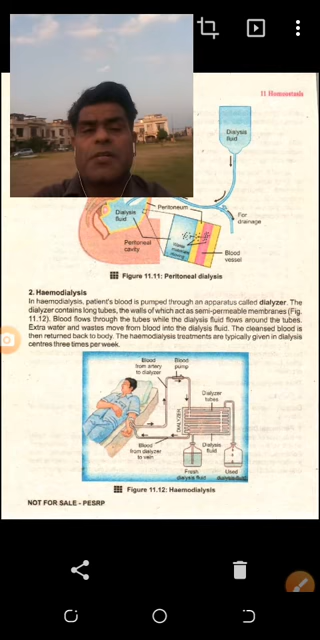 11 Homeostasis
Dialysis
fluid
Peritoneum
Dialysis
fluid
For
drainage
Peritoneal
cavity
Blood
vessel
Figure 11.11: Peritoneal dialysis
2. Haemodialysis
In haemodialysis, patient's blood is pumped through an apparatus called dialyzer. The
dialyzer contains long tubes, the walls of which act as semi-permeable membranes (Fig.
11.12). Blood flows through the tubes while the dialysis fluid flows around the tubes.
Extra water and wastes move from blood into the dialysis fluid. The cleansed blood is
then returned back to body. The haemodialysis treatments are typically given in dialysis
centres three times per week.
Blood
from artery
to dialyzer
Blood
pump
Dialyzer
tubes
DIALYZER
Blood
from dialyzer
to vein
Dialysis
fluid
Fresh
dialysis fluid
Used
dialysis fluid
Figure 11.12: Haemodialysis
NOT FOR SALE - PESRP